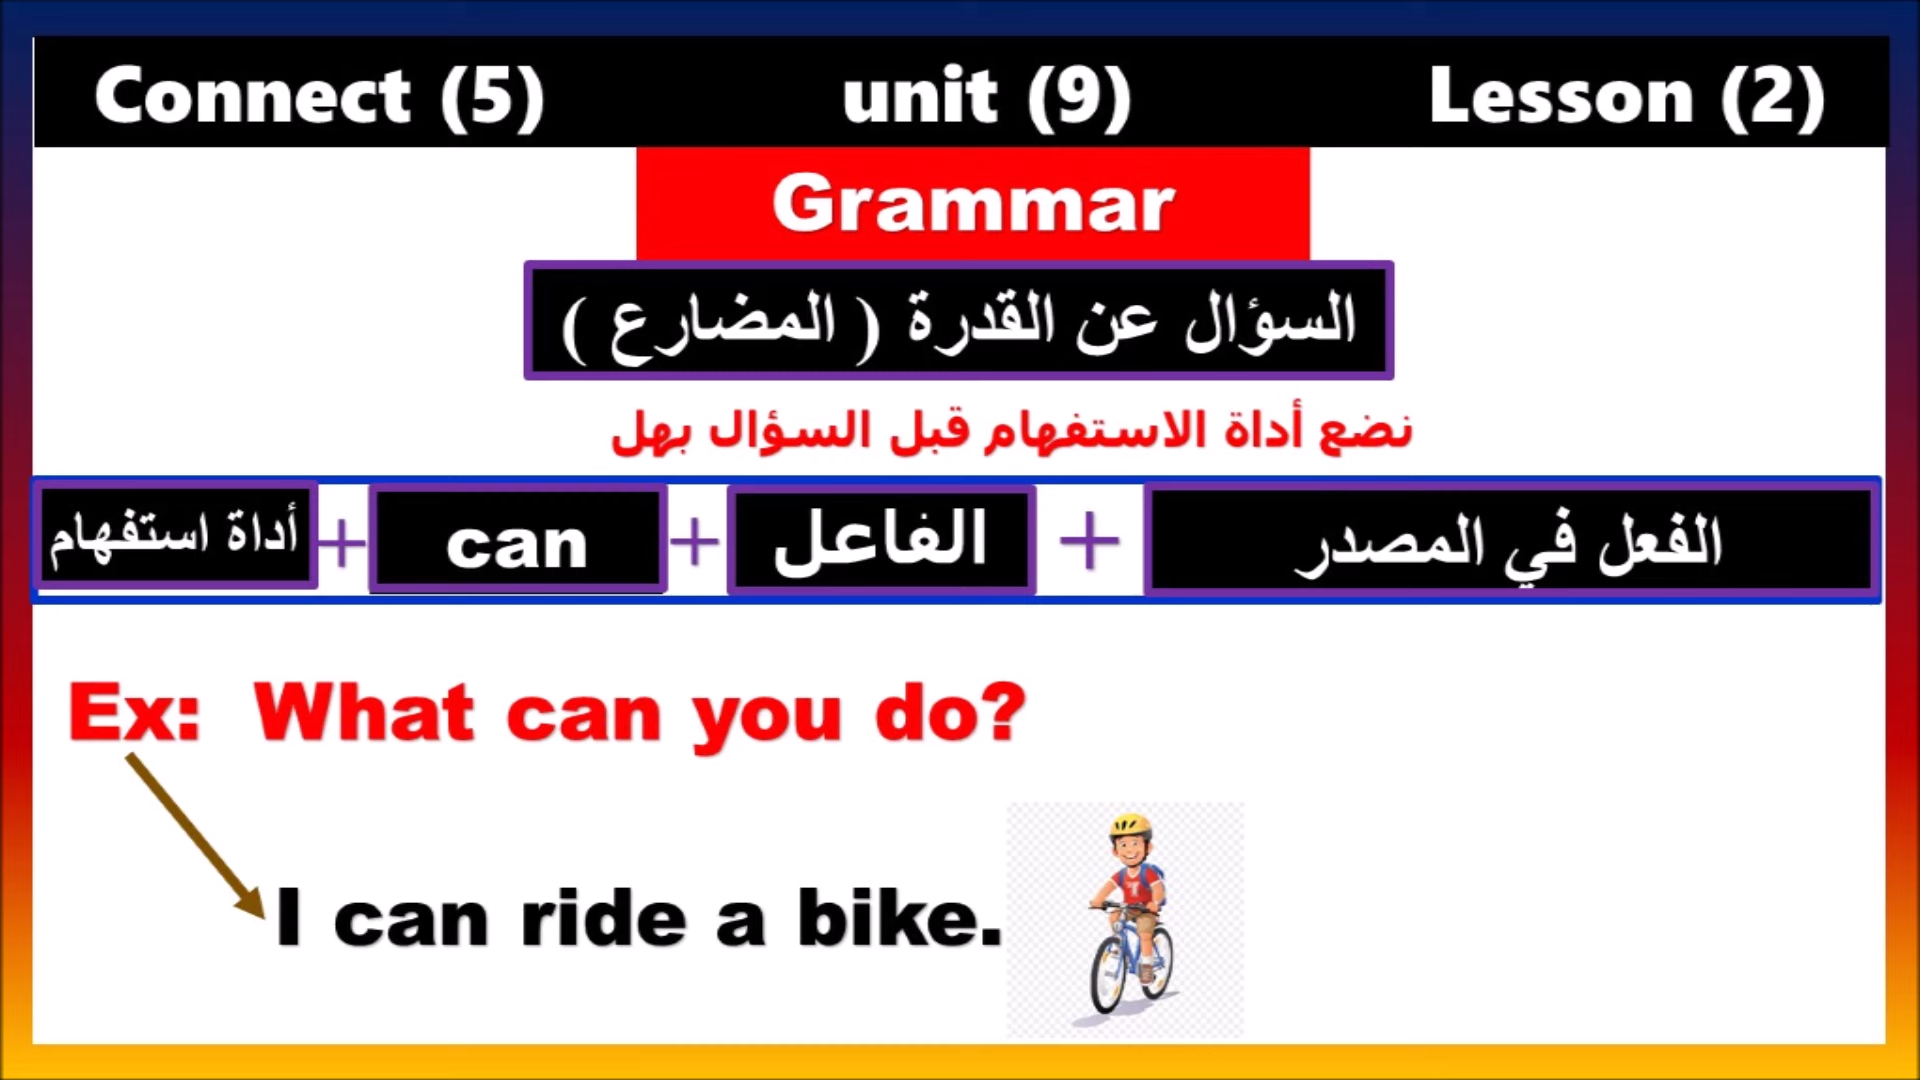 Connect (5) unit (9) Lesson (2)
Grammar
السؤال عن القدرة ( المضارع )
نضع أداة الاستفهام قبل السؤال بهل
أداة استفهام + can + الفاعل + الفعل في المصدر
Ex: What can you do?
I can ride a bike.